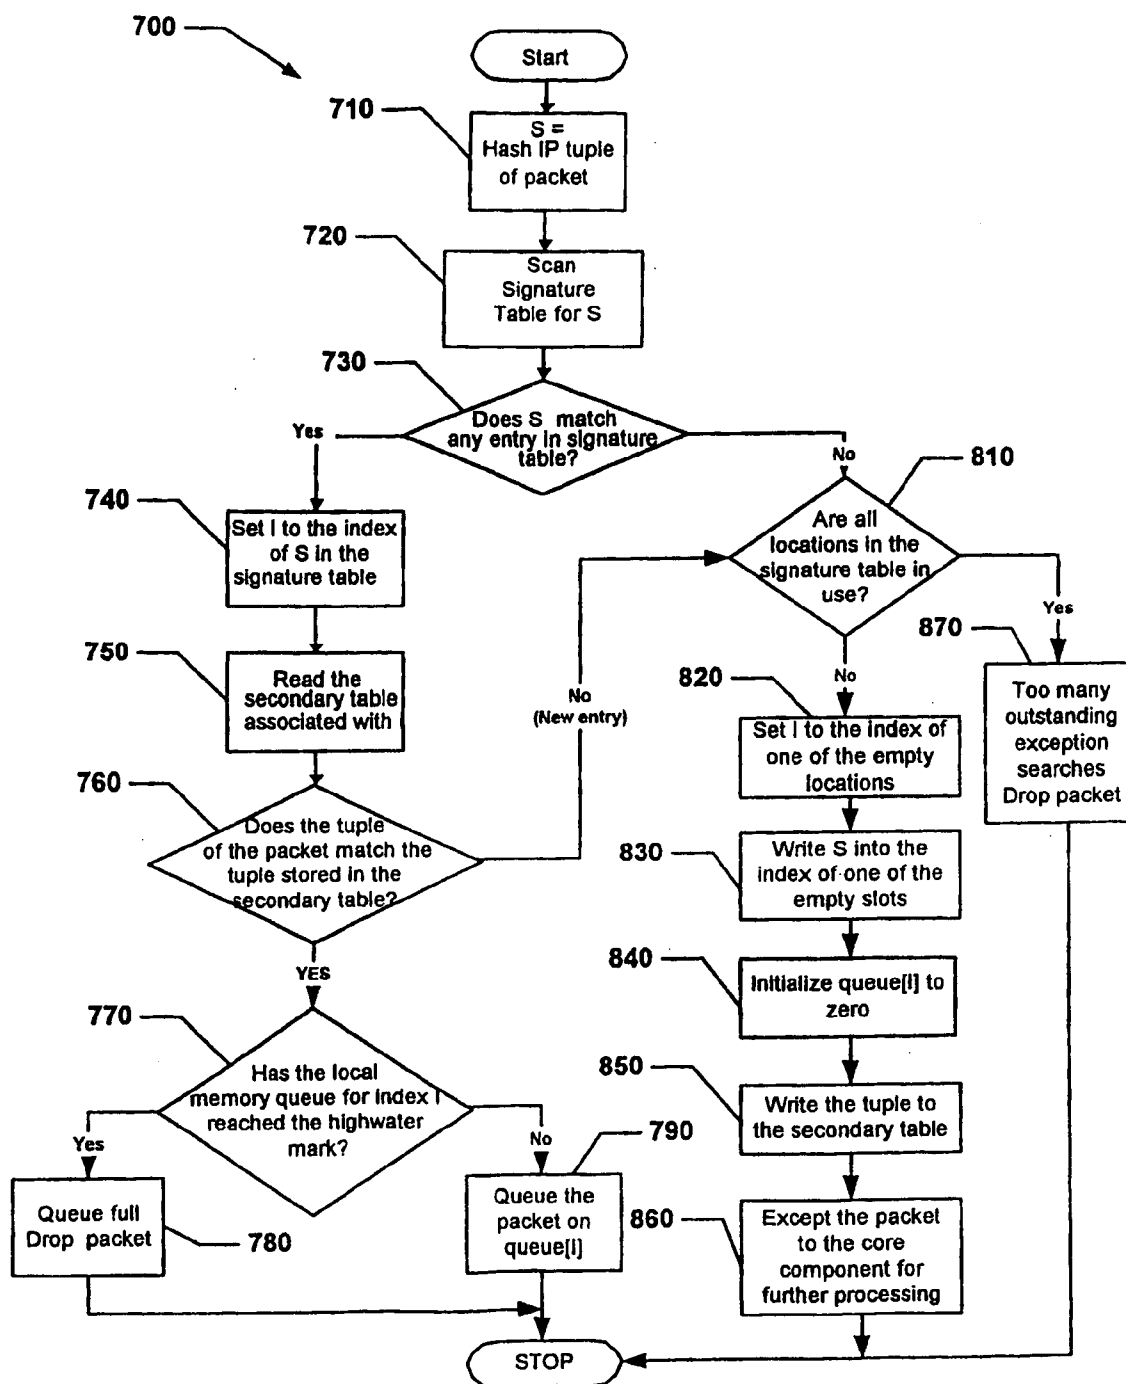 700
Start
710
S =
Hash IP tuple
of packet
720
Scan
Signature
Table for S
730
Does S match
any entry in signature
table?
Yes
No
810
740
Set I to the index
of S in the
signature table
Are all
locations in the
signature table in
use?
Yes
870
750
Read the
secondary table
associated with
No
(New entry)
No
820
Set I to the index of
one of the empty
locations
Too many
outstanding
exception
searches
Drop packet
760
Does the tuple
of the packet match the
tuple stored in the
secondary table?
830
Write S into the
index of one of the
empty slots
YES
840
Initialize queue[I] to
zero
770
Has the local
memory queue for Index I
reached the highwater
mark?
850
Write the tuple to
the secondary table
Yes
No
790
Queue full
Drop packet
780
Queue the
packet on
queue[I]
860
Except the packet
to the core
component for
further processing
STOP